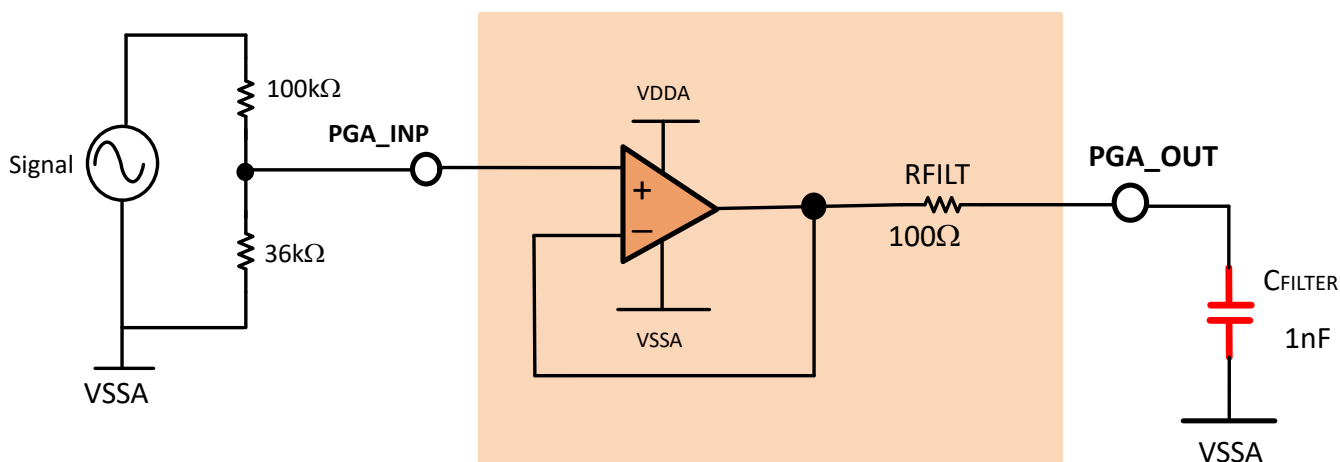 Signal
VSSA
100kΩ
36kΩ
PGA_INP
VDDA
+
−
VSSA
RFILT
100Ω
PGA_OUT
CFILTER
1nF
VSSA